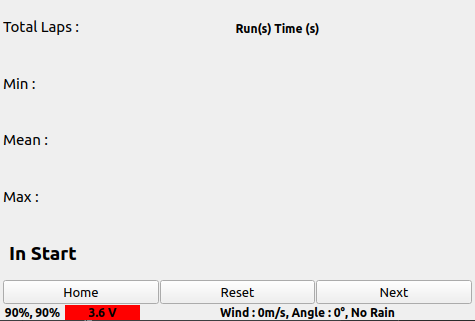 Total Laps :
Run(s) Time (s)
Min :
Mean :
Max :
In Start
Home Reset Next
90%, 90% 3.6 V Wind : 0m/s, Angle : 0°, No Rain